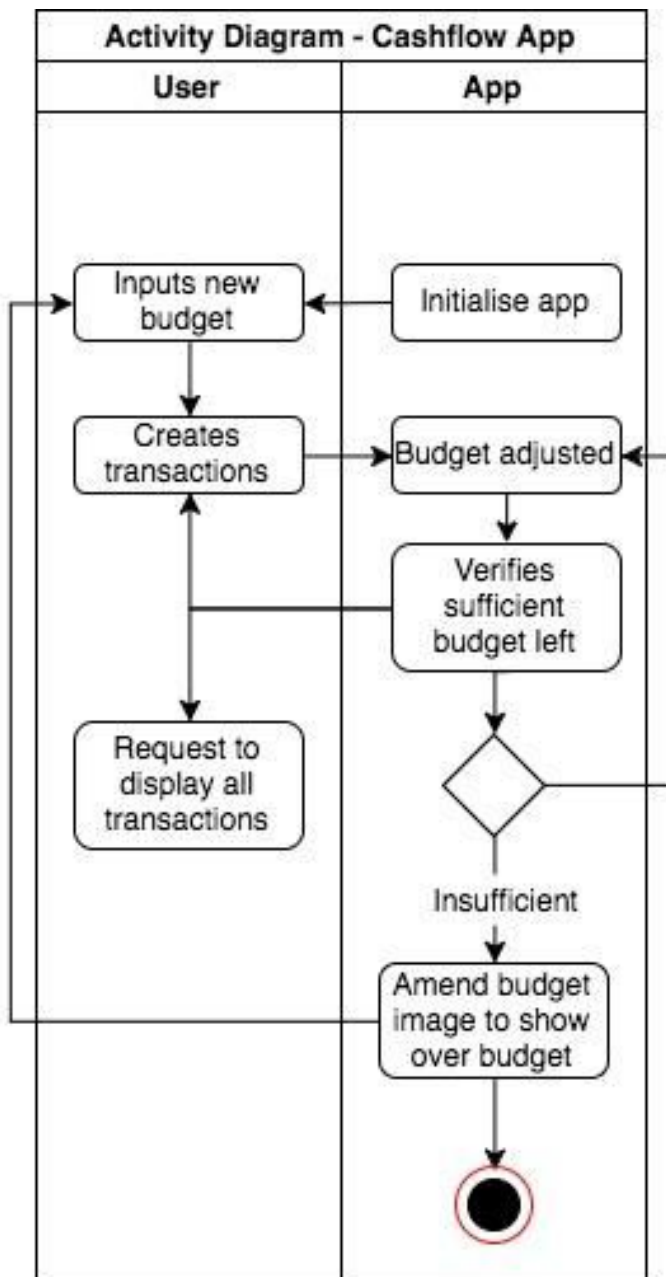 Activity Diagram - Cashflow App
User
App
Inputs new
budget
Initialise app
Creates
transactions
Budget adjusted
Verifies
sufficient
budget left
Request to
display all
transactions
Insufficient
Amend budget
image to show
over budget